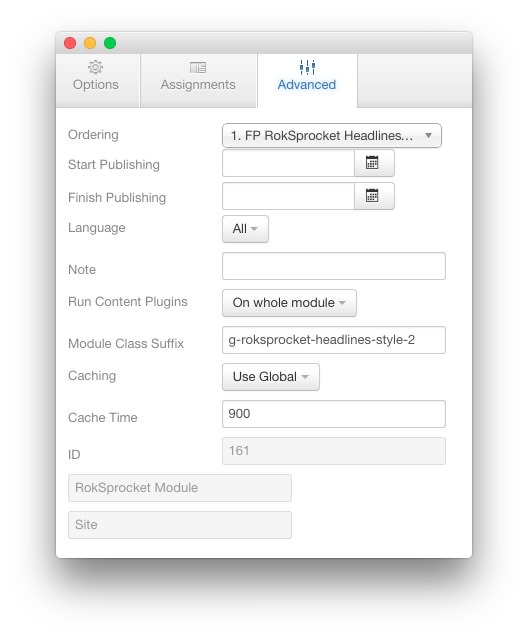 Options Assignments Advanced
Ordering 1. FP RokSprocket Headlines...
Start Publishing
Finish Publishing
Language All
Note
Run Content Plugins On whole module
Module Class Suffix g-roksprocket-headlines-style-2
Caching Use Global
Cache Time 900
ID 161
RokSprocket Module
Site